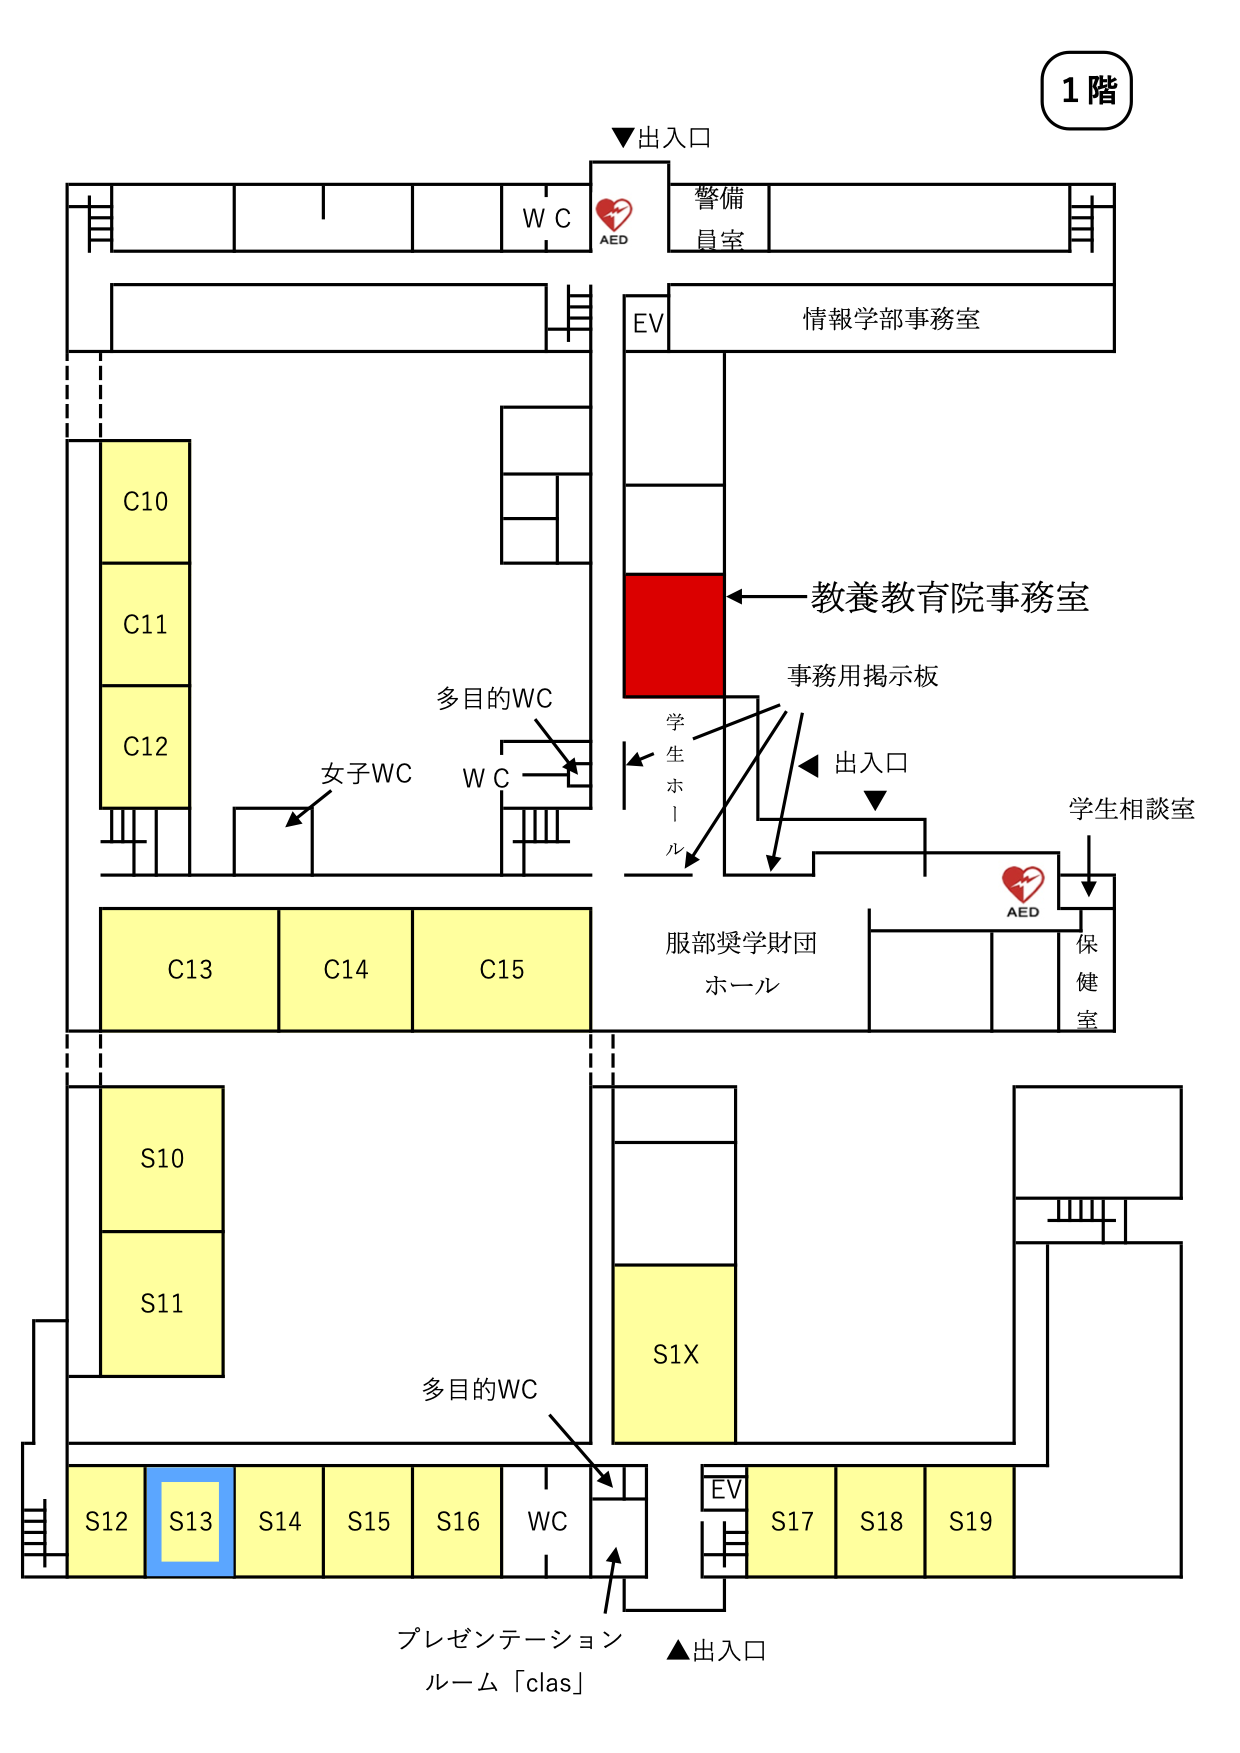 1階
▼出入口
WC
AED
警備
員室
EV
情報学部事務室
C10
C11
C12
教養教育院事務室
事務用掲示板
多目的WC
WC
女子WC
学生ホール
◀ 出入口
▼
学生相談室
AED
C13
C14
C15
服部奨学財団
ホール
保健室
S10
S11
S1X
多目的WC
S12
S13
S14
S15
S16
WC
EV
S17
S18
S19
プレゼンテーション
ルーム「clas」
▲出入口